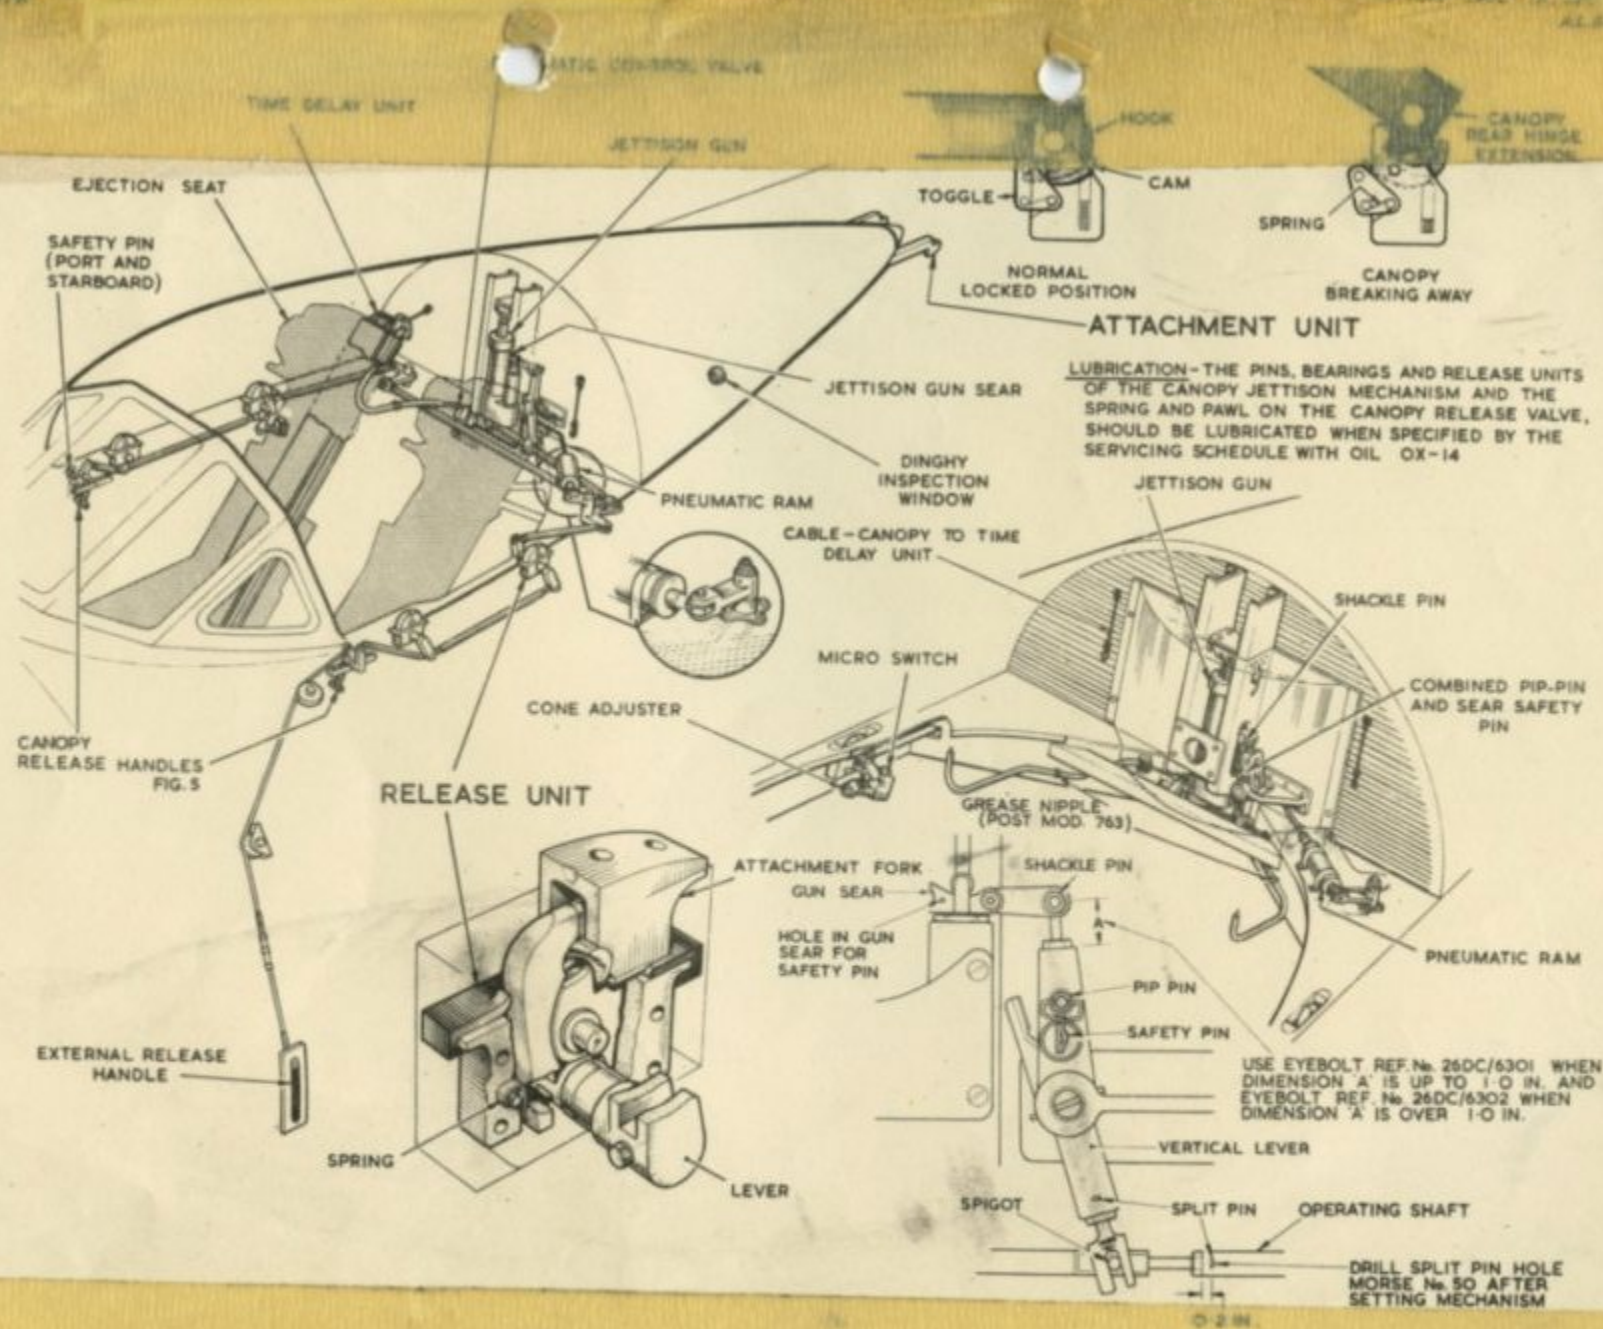 CONTROL VALVE
TIME DELAY UNIT
JETTISON GUN
HOOK
CANOPY
REAR HINGE
EXTENSION
EJECTION SEAT
TOGGLE
CAM
SPRING
SAFETY PIN
(PORT AND
STARBOARD)
NORMAL
LOCKED POSITION
CANOPY
BREAKING AWAY
ATTACHMENT UNIT
LUBRICATION - THE PINS, BEARINGS AND RELEASE UNITS
OF THE CANOPY JETTISON MECHANISM AND THE
SPRING AND PAWL ON THE CANOPY RELEASE VALVE,
SHOULD BE LUBRICATED WHEN SPECIFIED BY THE
SERVICING SCHEDULE WITH OIL OX-14
JETTISON GUN SEAR
DINGHY
INSPECTION
WINDOW
PNEUMATIC RAM
JETTISON GUN
CABLE - CANOPY TO TIME
DELAY UNIT
SHACKLE PIN
MICRO SWITCH
CONE ADJUSTER
COMBINED PIP-PIN
AND SEAR SAFETY
PIN
CANOPY
RELEASE HANDLES
FIG. 5
RELEASE UNIT
GREASE NIPPLE
(POST MOD. 763)
ATTACHMENT FORK
GUN SEAR
SHACKLE PIN
HOLE IN GUN
SEAR FOR
SAFETY PIN
A
PNEUMATIC RAM
PIP PIN
SAFETY PIN
EXTERNAL RELEASE
HANDLE
USE EYEBOLT REF. No. 26DC/6301 WHEN
DIMENSION 'A' IS UP TO 1·0 IN. AND
EYEBOLT REF. No. 26DC/6302 WHEN
DIMENSION 'A' IS OVER 1·0 IN.
SPRING
LEVER
VERTICAL LEVER
SPIGOT
SPLIT PIN
OPERATING SHAFT
DRILL SPLIT PIN HOLE
MORSE No. 50 AFTER
SETTING MECHANISM
0·2 IN.